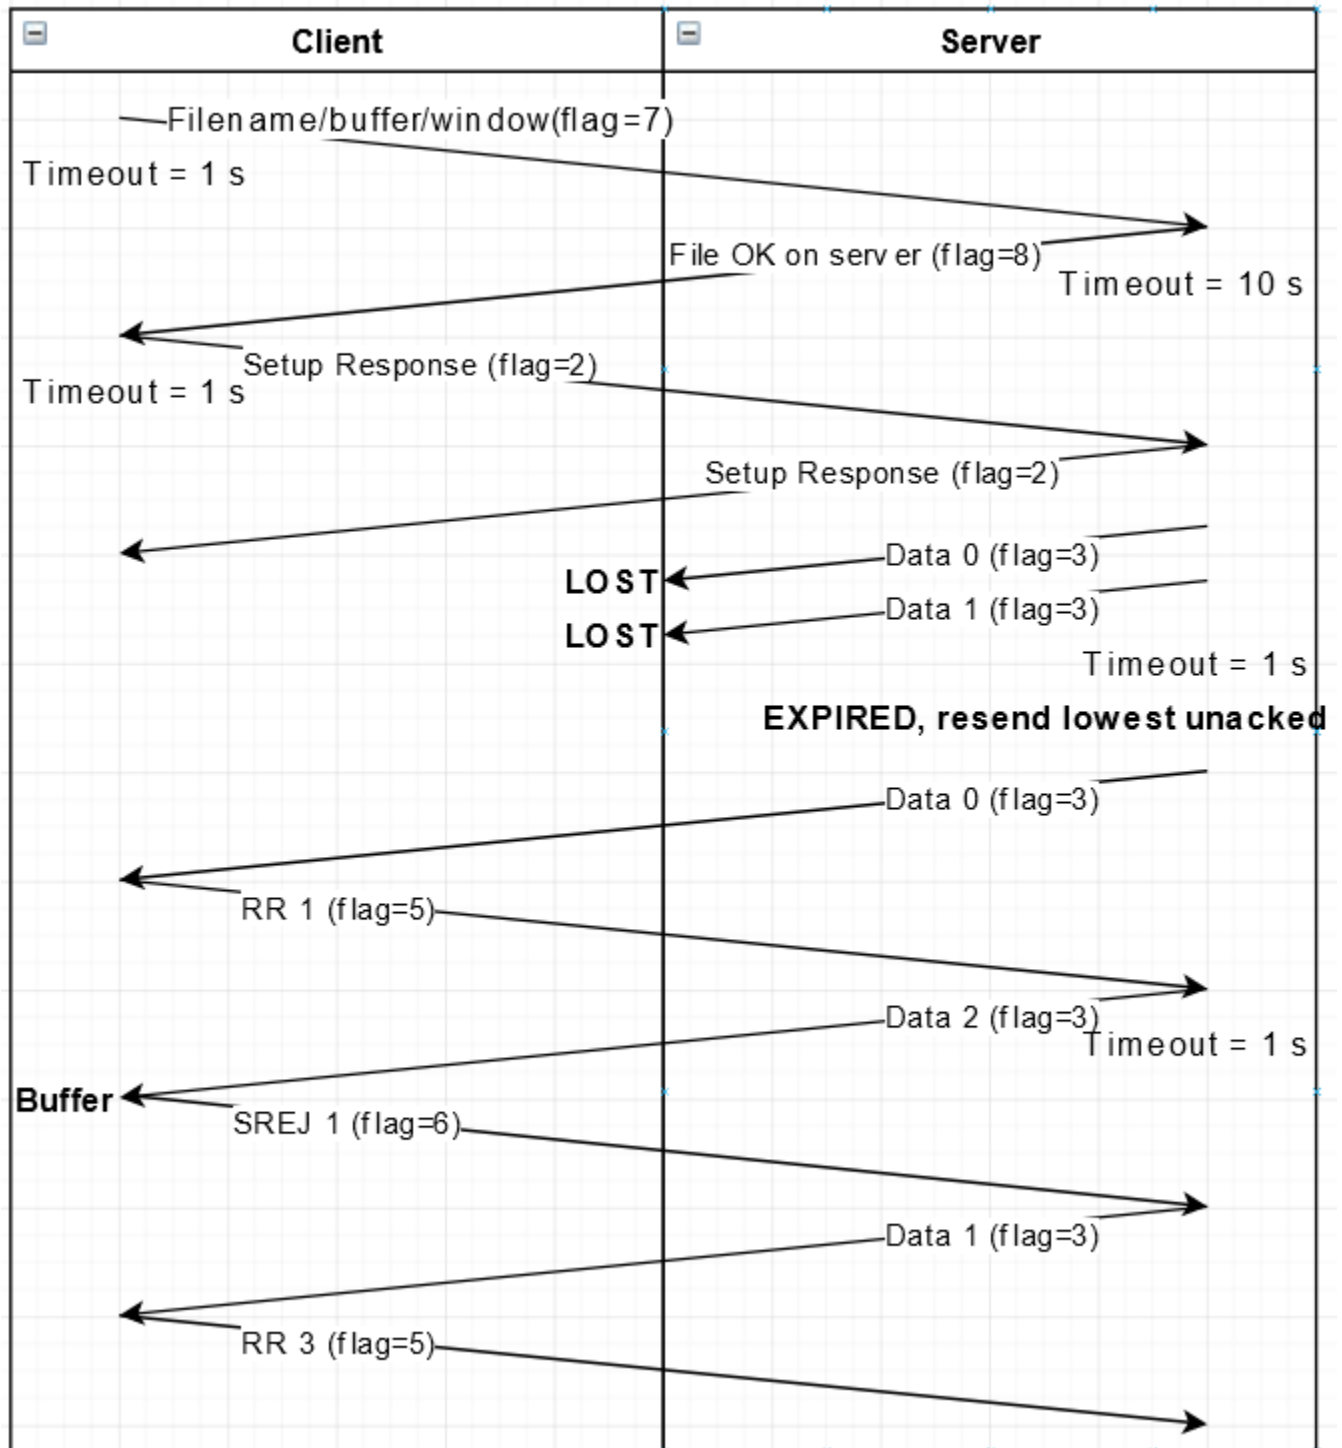 Client
Server
Filename/buffer/window(flag=7)
Timeout = 1 s
File OK on server (flag=8)
Timeout = 10 s
Setup Response (flag=2)
Timeout = 1 s
Setup Response (flag=2)
Data 0 (flag=3)
LOST
Data 1 (flag=3)
LOST
Timeout = 1 s
EXPIRED, resend lowest unacked
Data 0 (flag=3)
RR 1 (flag=5)
Data 2 (flag=3)
Timeout = 1 s
Buffer
SREJ 1 (flag=6)
Data 1 (flag=3)
RR 3 (flag=5)